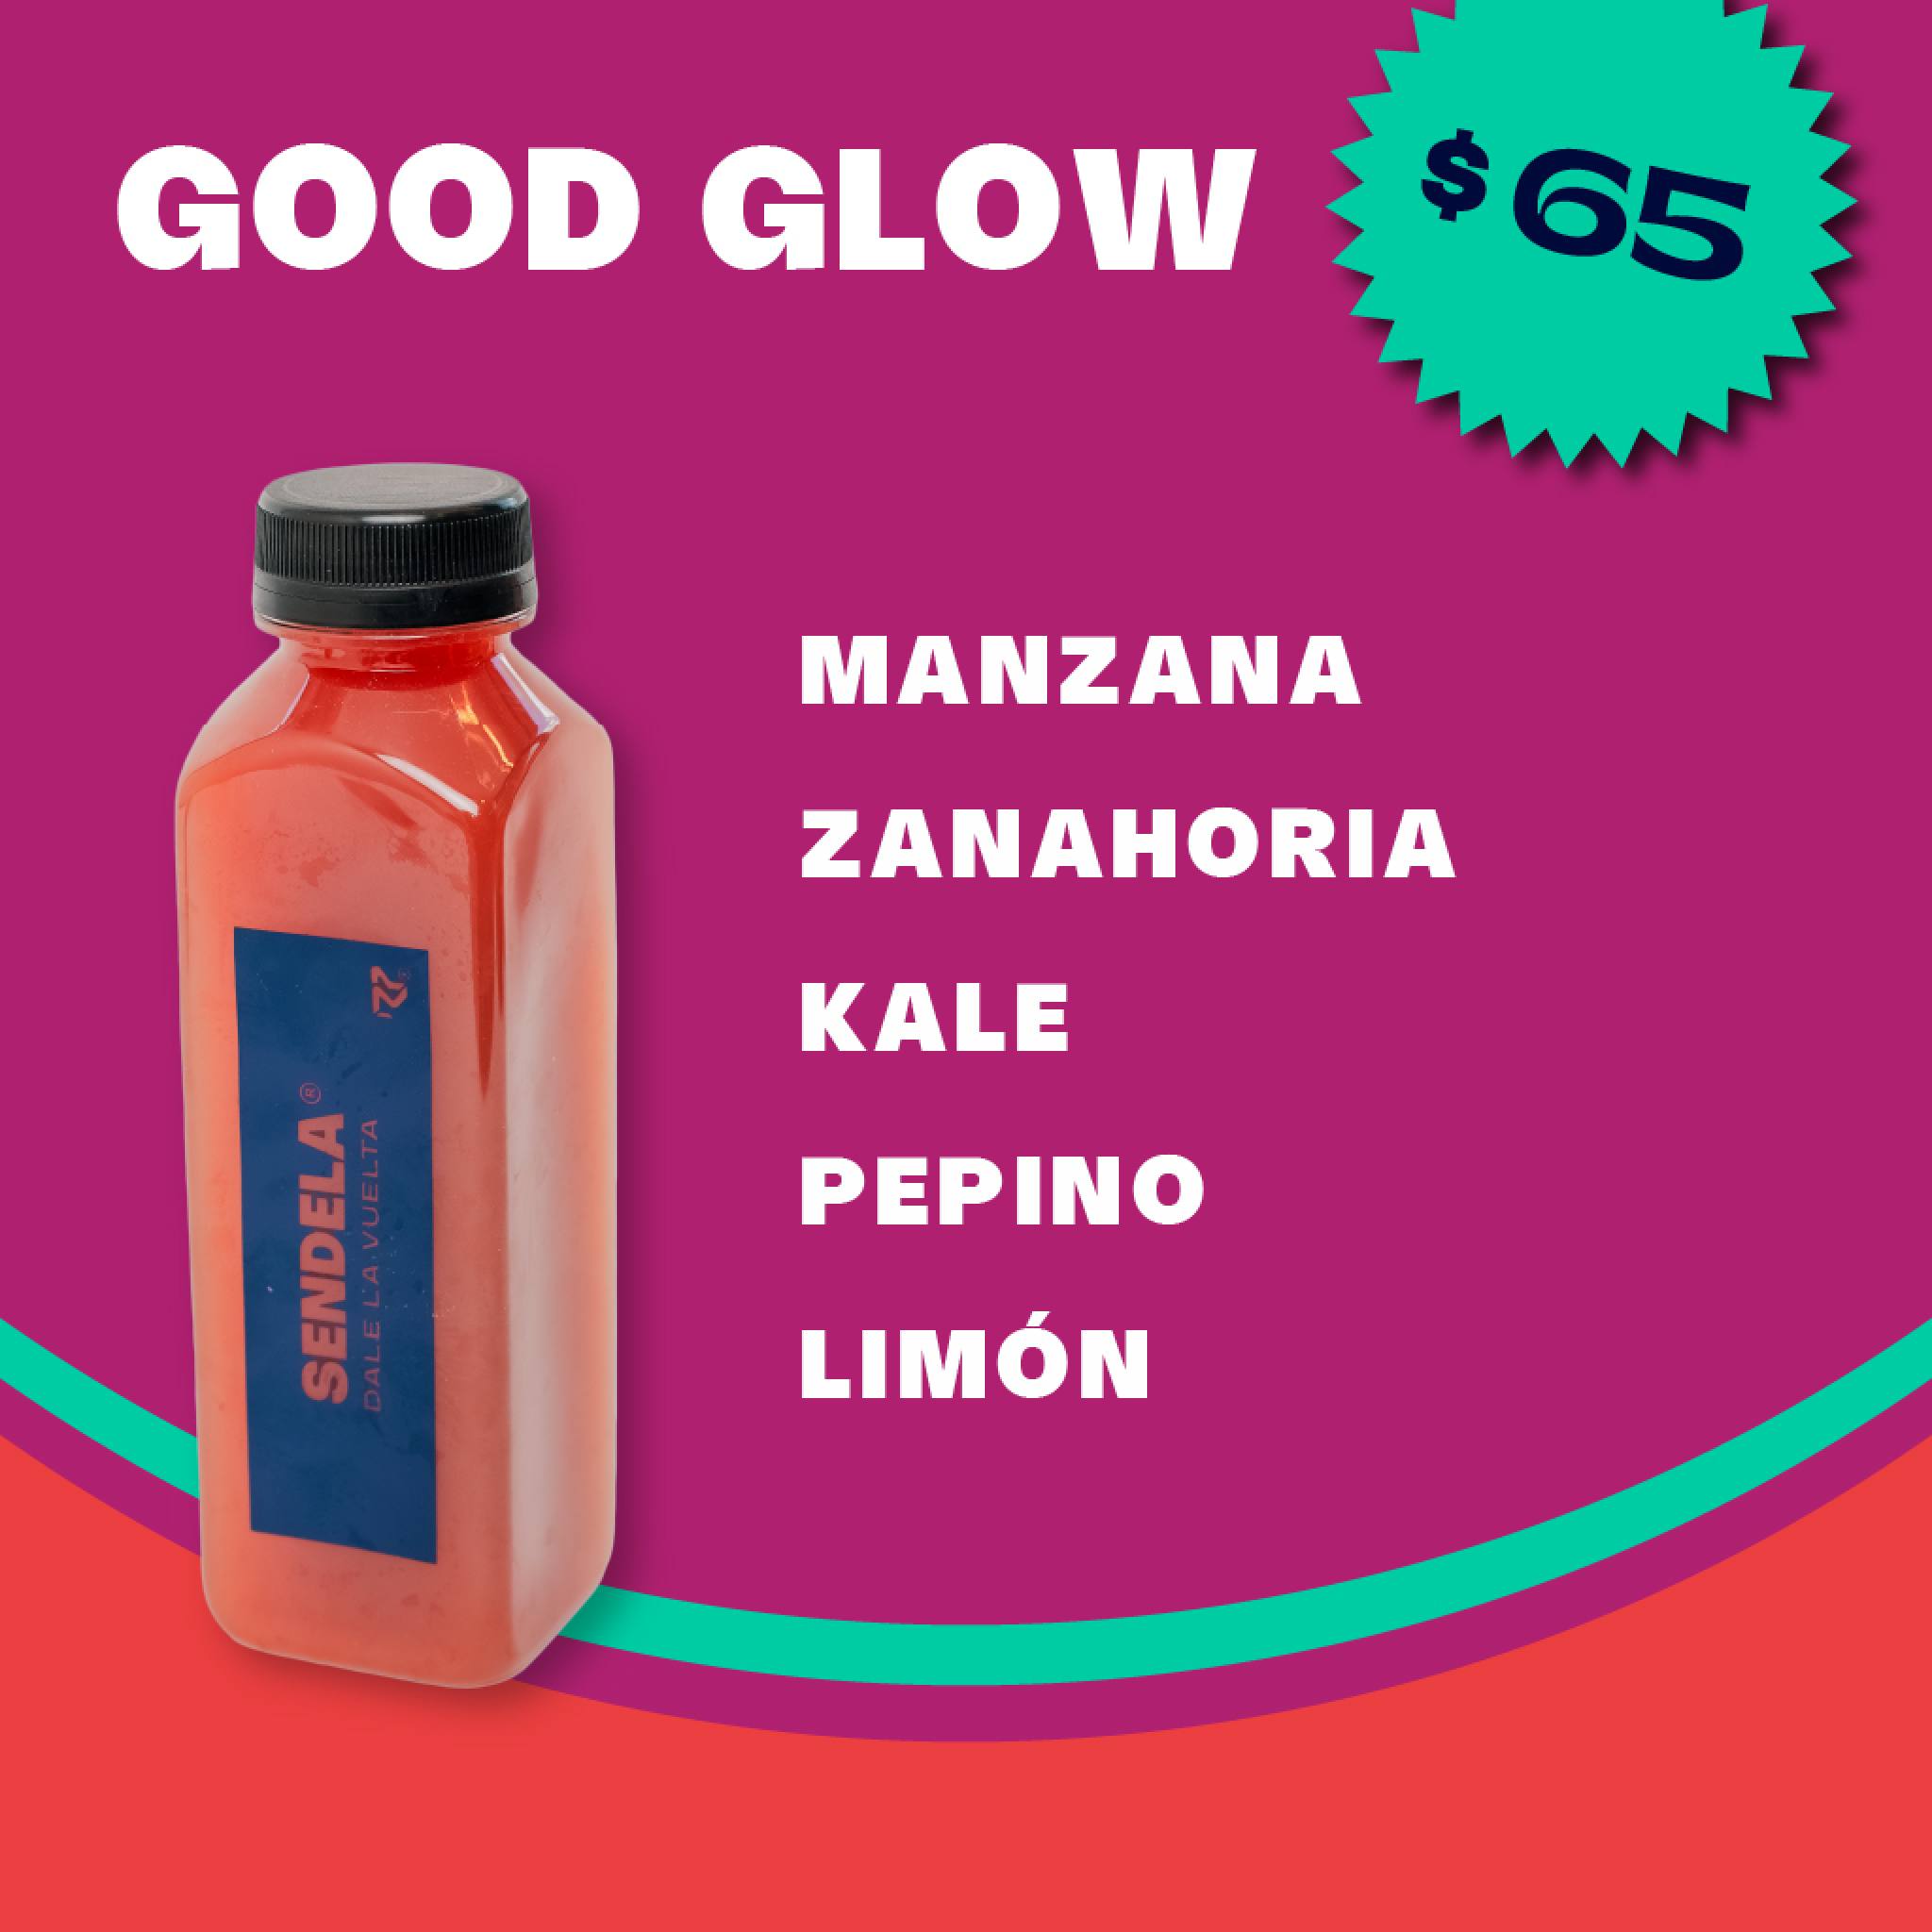 GOOD GLOW
$65
MANZANA
ZANAHORIA
KALE
PEPINO
LIMÓN
SENDELA®
DALE LA VUELTA